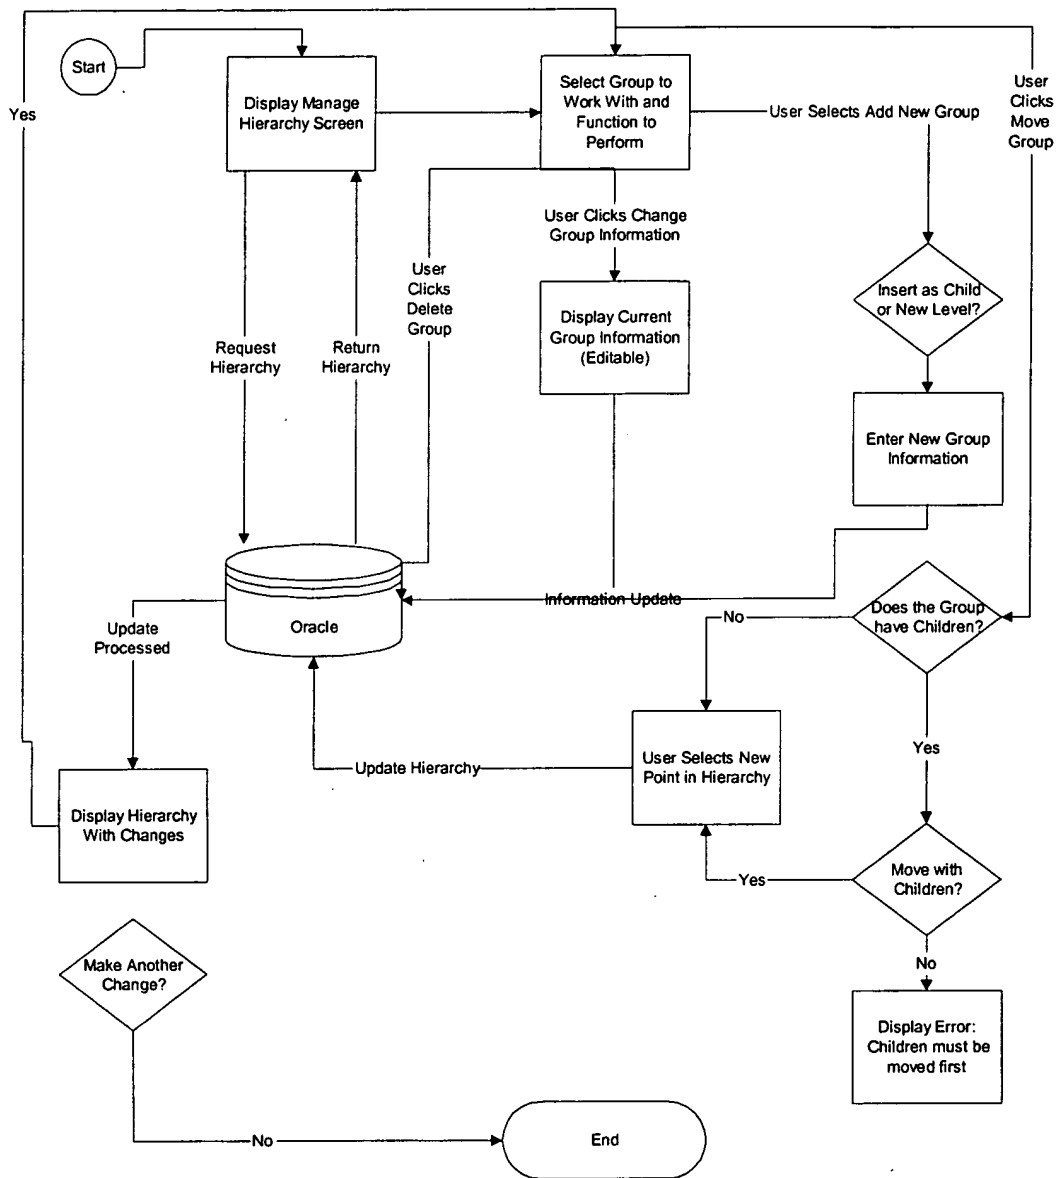 Start
Display Manage
Hierarchy Screen
Select Group to
Work With and
Function to
Perform
User Selects Add New Group
User
Clicks
Move
Group
Yes
User Clicks Change
Group Information
User
Clicks
Delete
Group
Insert as Child
or New Level?
Display Current
Group Information
(Editable)
Request
Hierarchy
Return
Hierarchy
Enter New Group
Information
Information Update
Oracle
Does the Group
have Children?
No
Update
Processed
Yes
User Selects New
Point in Hierarchy
Update Hierarchy
Display Hierarchy
With Changes
Move with
Children?
Yes
No
Make Another
Change?
Display Error:
Children must be
moved first
No
End